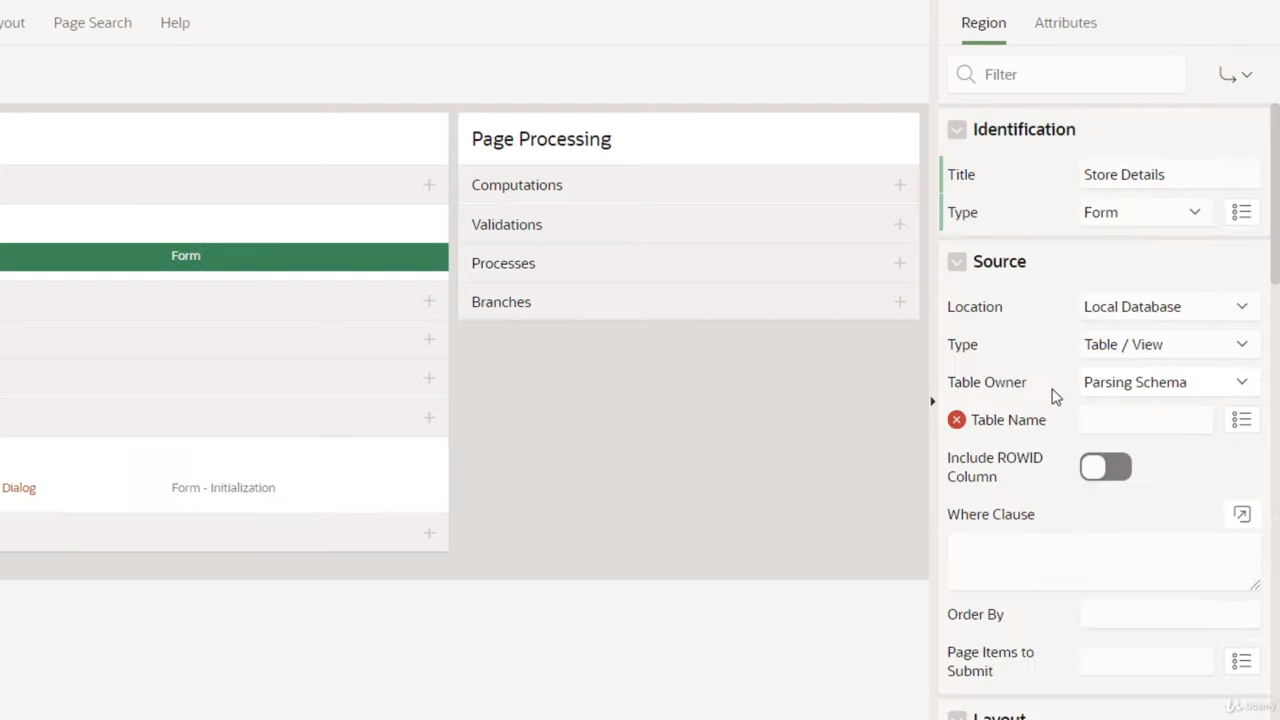 yout Page Search Help
Region Attributes
Filter
Page Processing
Identification
Computations
Title Store Details
Validations
Type Form
Form
Processes
Source
Branches
Location Local Database
Type Table / View
Table Owner Parsing Schema
Table Name
Include ROWID
Column
Dialog Form - Initialization
Where Clause
Order By
Page Items to
Submit
Layout
Udemy